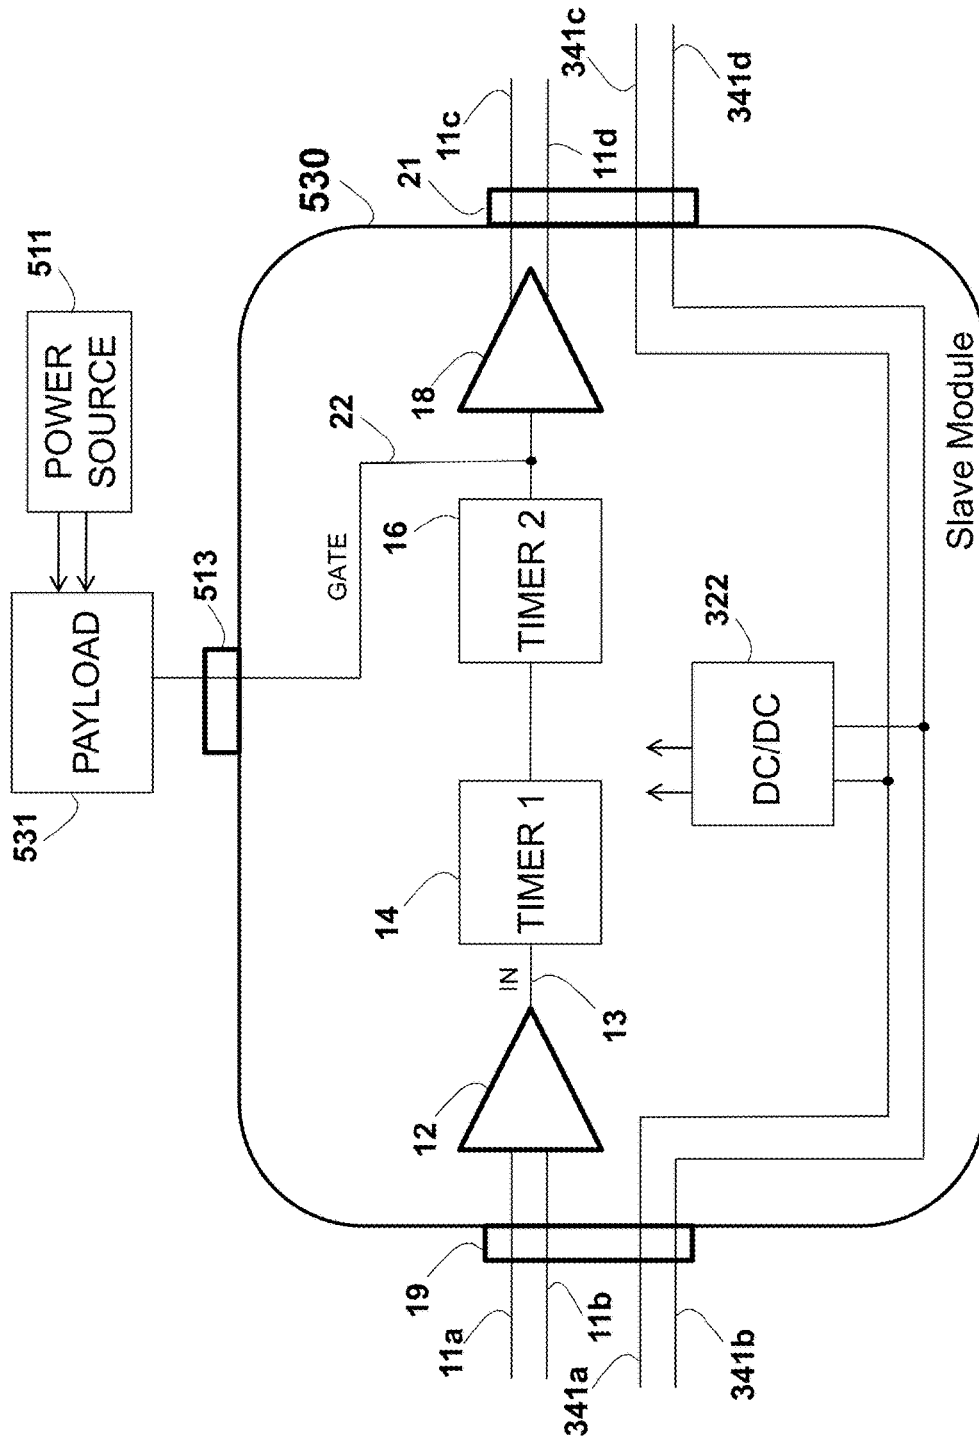 POWER
SOURCE
511
PAYLOAD
531
513
530
GATE
22
21
11c
11d
341c
341d
18
16
TIMER 2
14
TIMER 1
IN
13
12
19
11a
11b
341a
341b
322
DC/DC
Slave Module